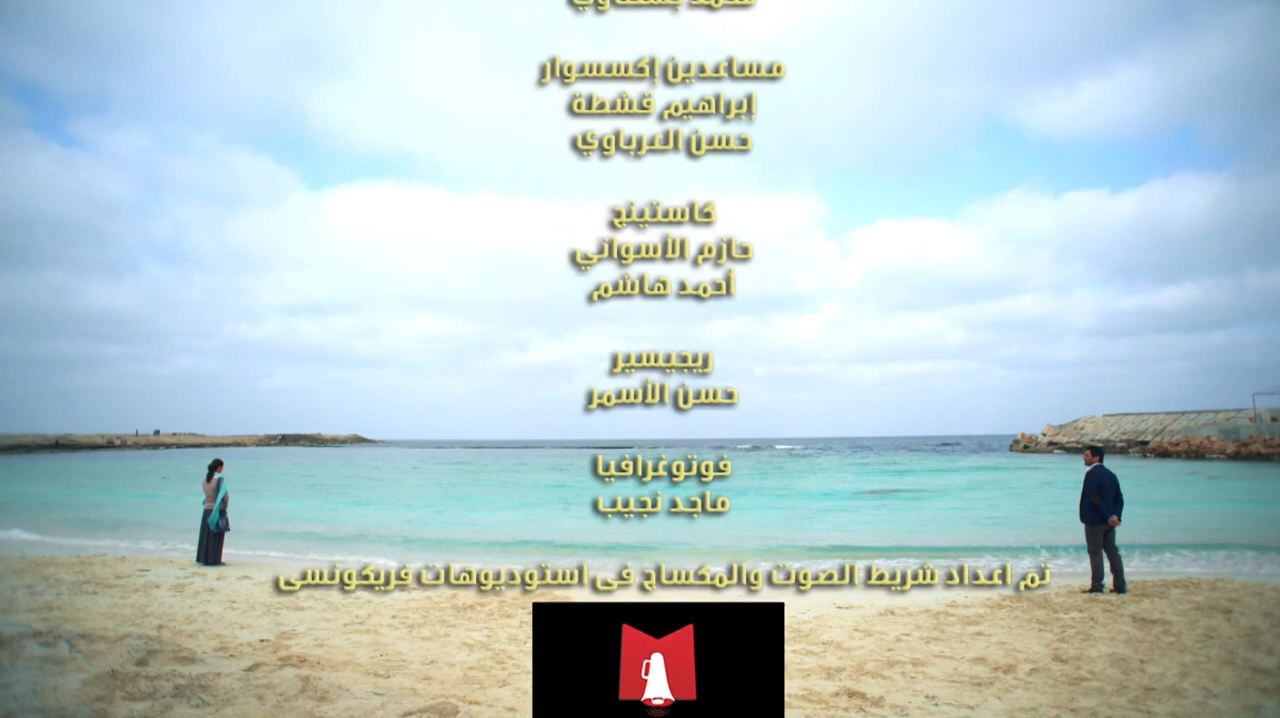 مساعدين إكسسوار
إبراهيم قشطة
حسن العرباوي
كاستينج
حازم الأسواني
أحمد هاشم
ريجيسير
حسن الأسمر
فوتوغرافيا
ماجد نجيب
تم اعداد شريط الصوت والمكساج فى استوديوهات فريكونسى